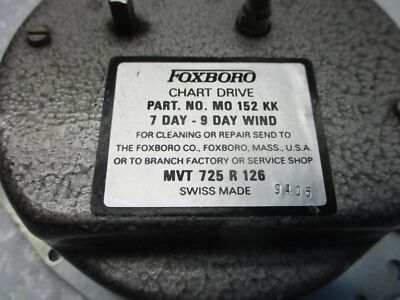 FOXBORO
CHART DRIVE
PART. NO. MO 152 KK
7 DAY - 9 DAY WIND
FOR CLEANING OR REPAIR SEND TO
THE FOXBORO CO., FOXBORO, MASS., U.S.A.
OR TO BRANCH FACTORY OR SERVICE SHOP
MVT 725 R 126
SWISS MADE 9405